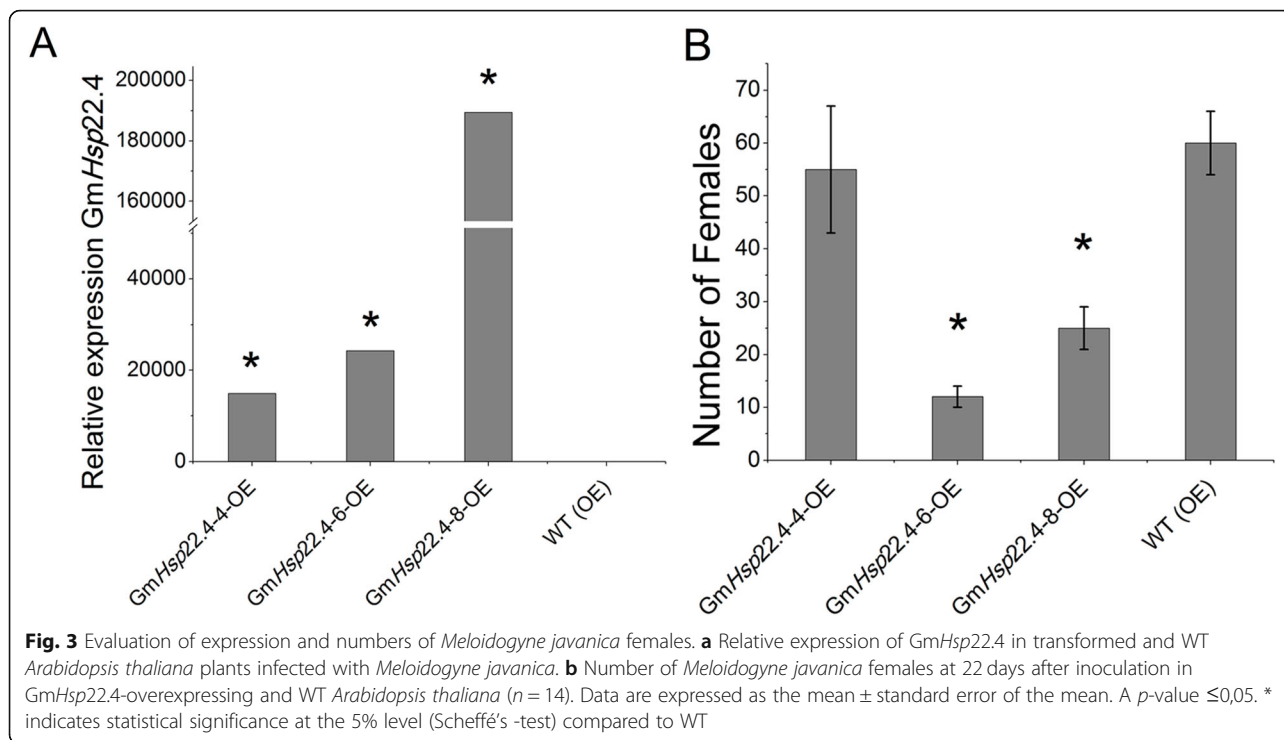 A
Relative expression GmHsp22.4
200000
180000
160000
40000
20000
0
*
*
*
GmHsp22.4-4-OE
GmHsp22.4-6-OE
GmHsp22.4-8-OE
WT (OE)
B
Number of Females
70
60
50
40
30
20
10
0
*
*
GmHsp22.4-4-OE
GmHsp22.4-6-OE
GmHsp22.4-8-OE
WT (OE)
Fig. 3 Evaluation of expression and numbers of Meloidogyne javanica females. a Relative expression of GmHsp22.4 in transformed and WT
Arabidopsis thaliana plants infected with Meloidogyne javanica. b Number of Meloidogyne javanica females at 22 days after inoculation in
GmHsp22.4-overexpressing and WT Arabidopsis thaliana (n = 14). Data are expressed as the mean ± standard error of the mean. A p-value ≤0,05. *
indicates statistical significance at the 5% level (Scheffé's -test) compared to WT